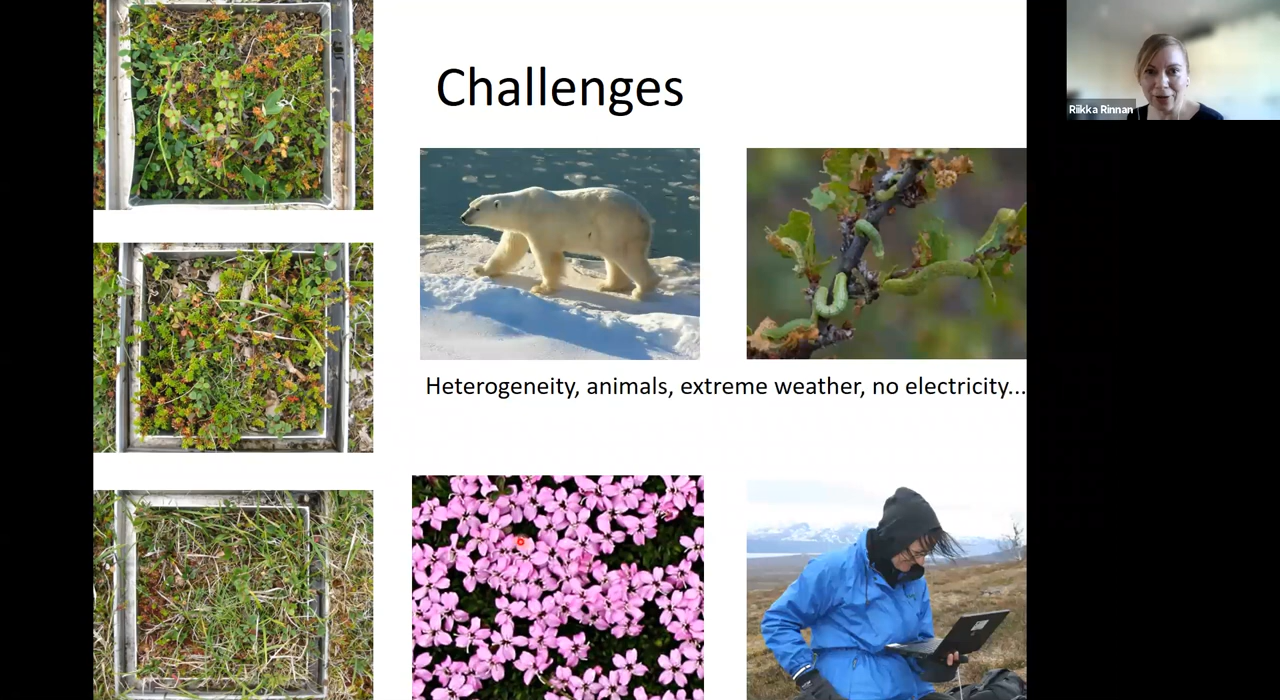 Challenges
Riikka Rinnan
Heterogeneity, animals, extreme weather, no electricity...